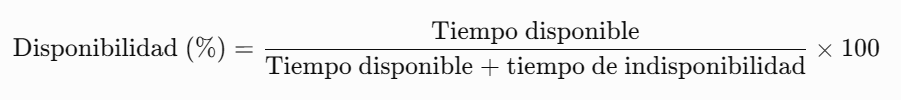 Disponibilidad (%) = Tiempo disponible / Tiempo disponible + tiempo de indisponibilidad × 100